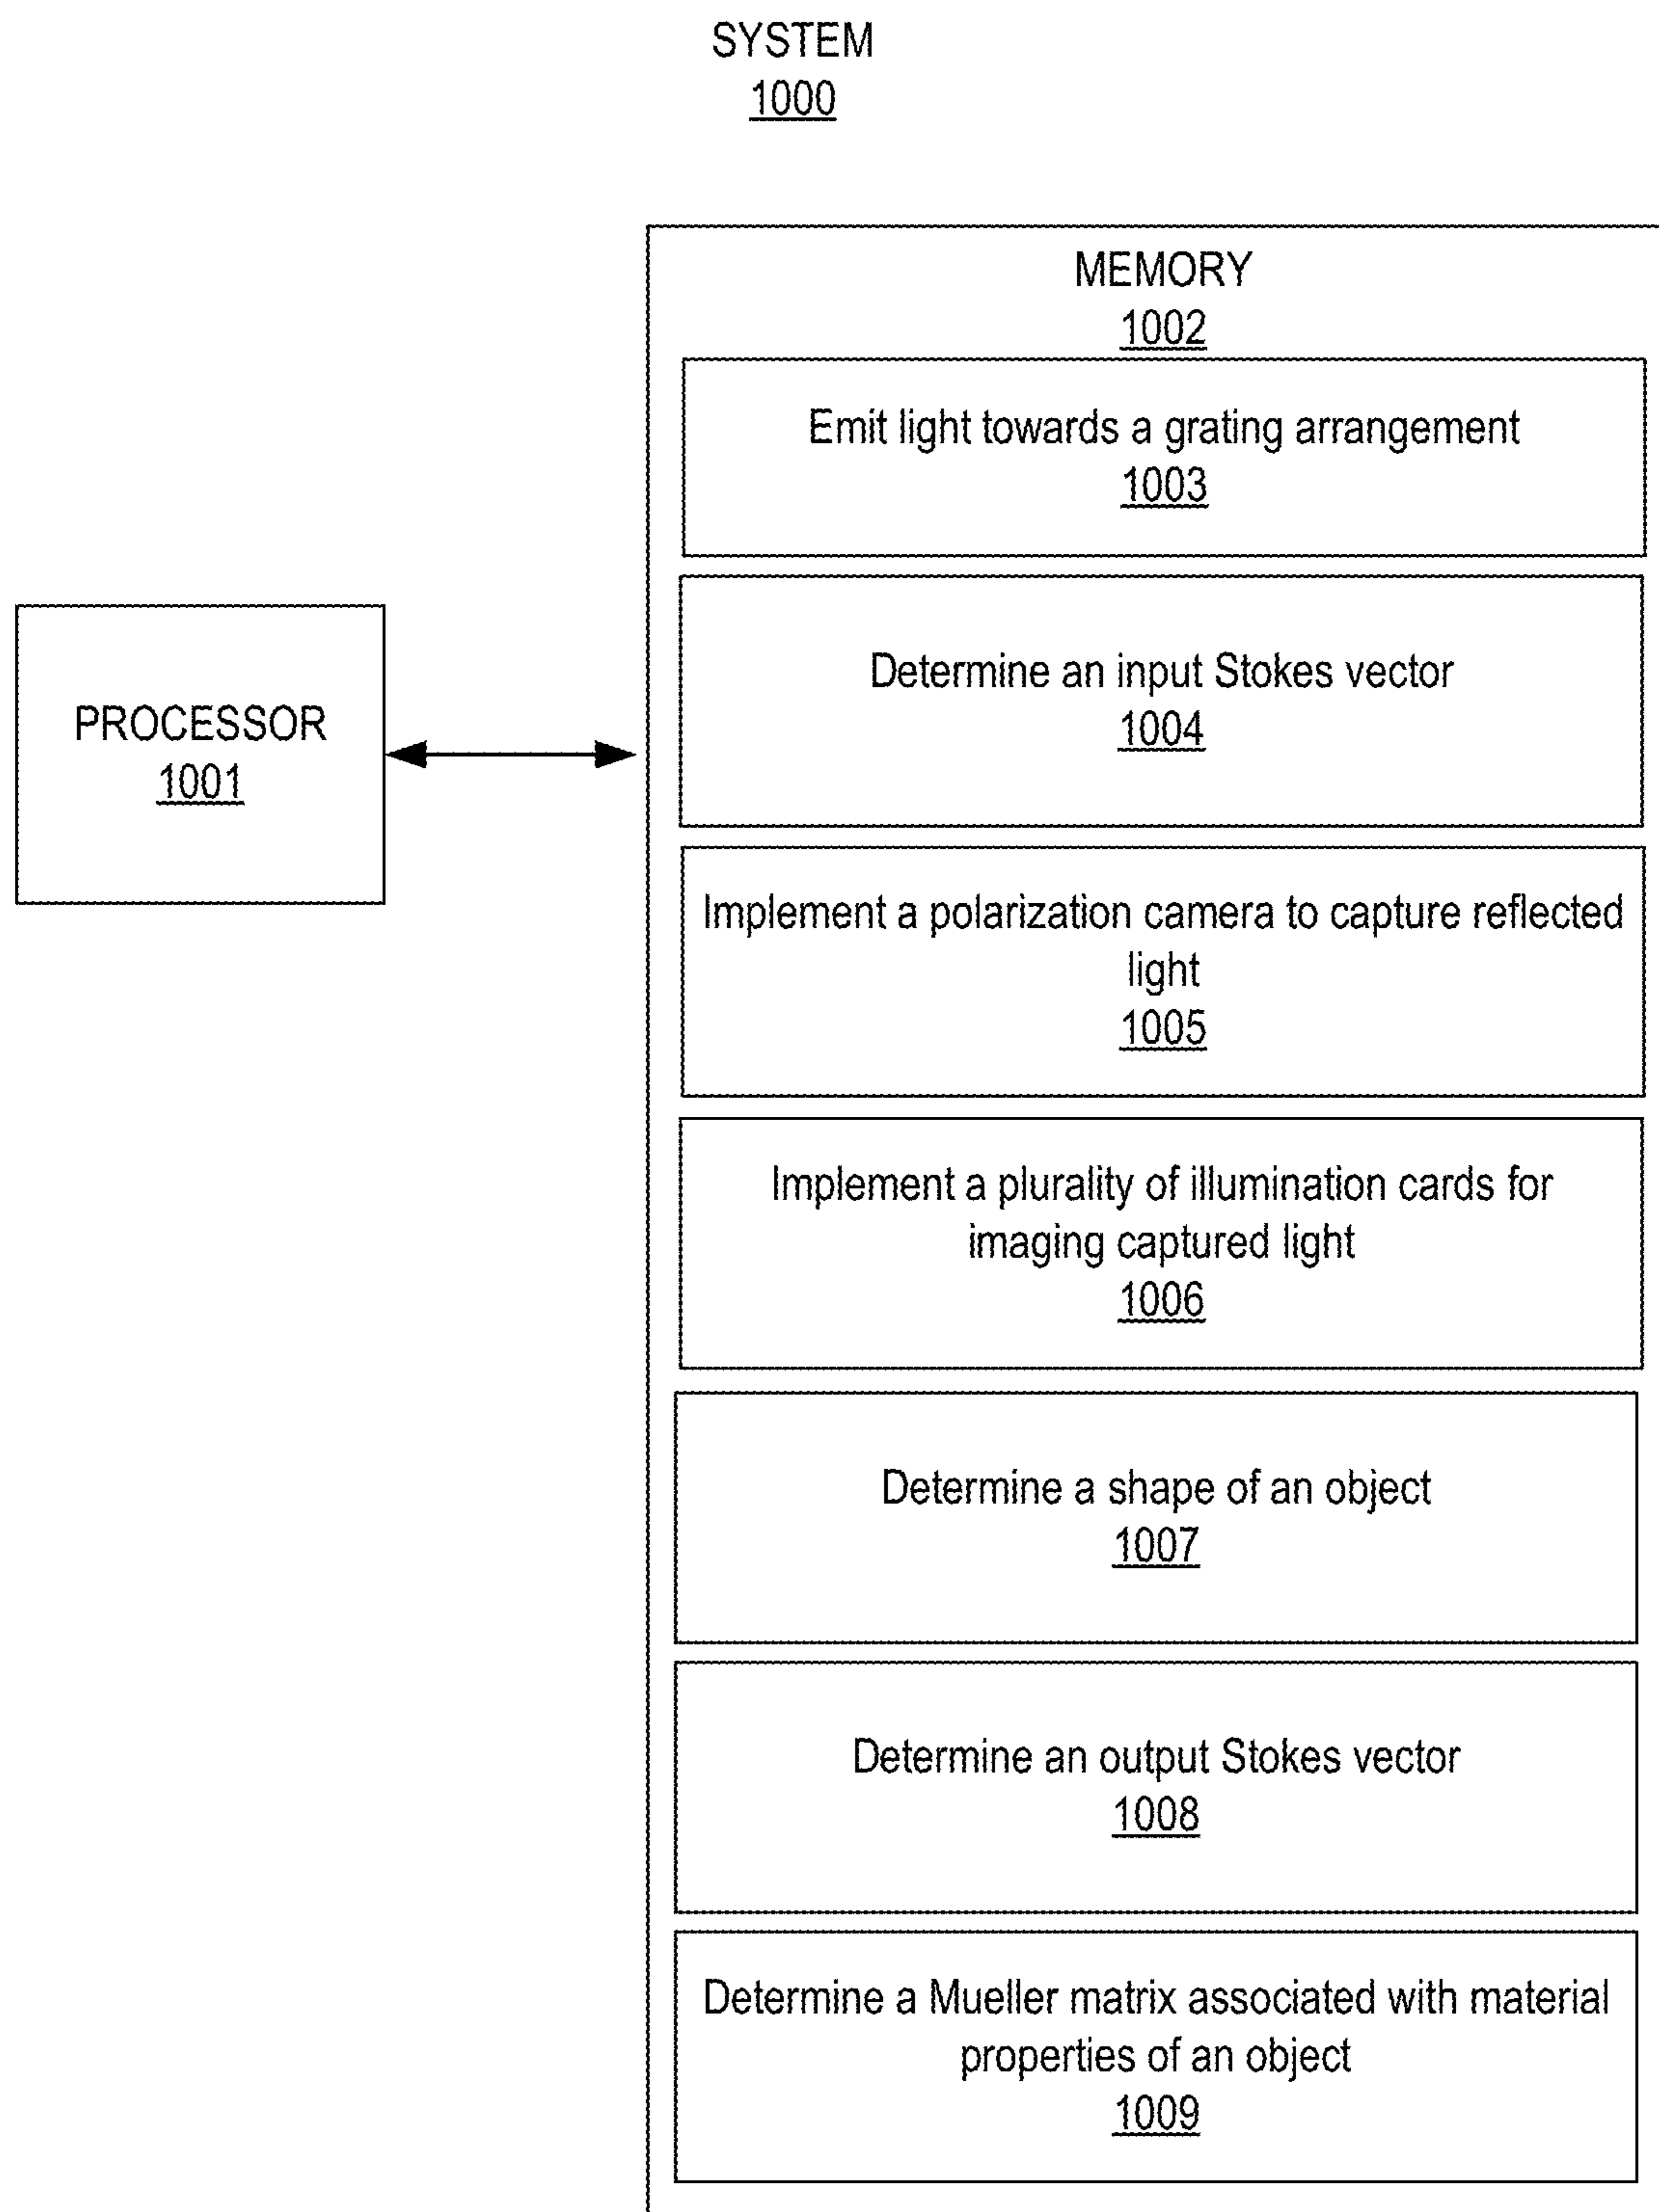 SYSTEM
1000
MEMORY
1002
Emit light towards a grating arrangement
1003
Determine an input Stokes vector
1004
PROCESSOR
1001
Implement a polarization camera to capture reflected
light
1005
Implement a plurality of illumination cards for
imaging captured light
1006
Determine a shape of an object
1007
Determine an output Stokes vector
1008
Determine a Mueller matrix associated with material
properties of an object
1009